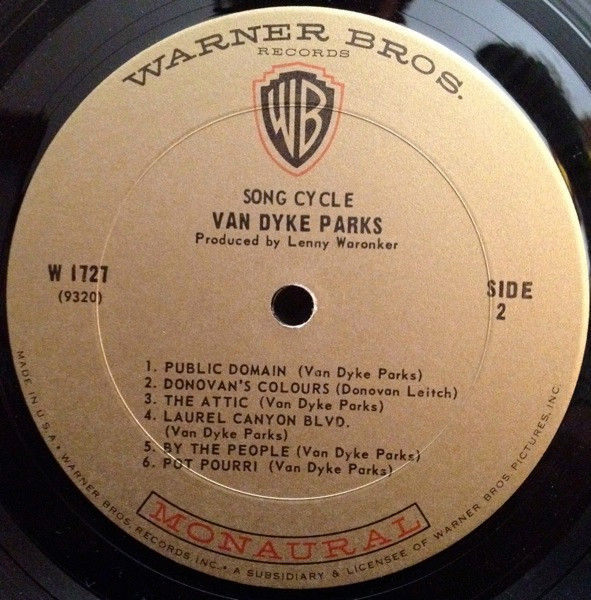 WARNER BROS.
RECORDS
WB
SONG CYCLE
VAN DYKE PARKS
Produced by Lenny Waronker
W 1727
(9320)
SIDE
2
1. PUBLIC DOMAIN (Van Dyke Parks)
2. DONOVAN'S COLOURS (Donovan Leitch)
3. THE ATTIC (Van Dyke Parks)
4. LAUREL CANYON BLVD.
(Van Dyke Parks)
5. BY THE PEOPLE (Van Dyke Parks)
6. POT POURRI (Van Dyke Parks)
MONAURAL
MADE IN U.S.A. • WARNER BROS. RECORDS INC. • A SUBSIDIARY & LICENSEE OF WARNER BROS. PICTURES, INC.